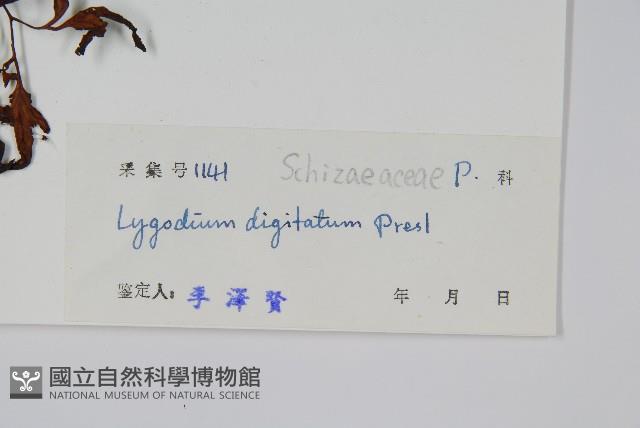 采集号 1141 Schizaeaceae P. 科
Lygodium digitatum Presl
鉴定人: 李澤賢 年 月 日
國立自然科學博物館
NATIONAL MUSEUM OF NATURAL SCIENCE